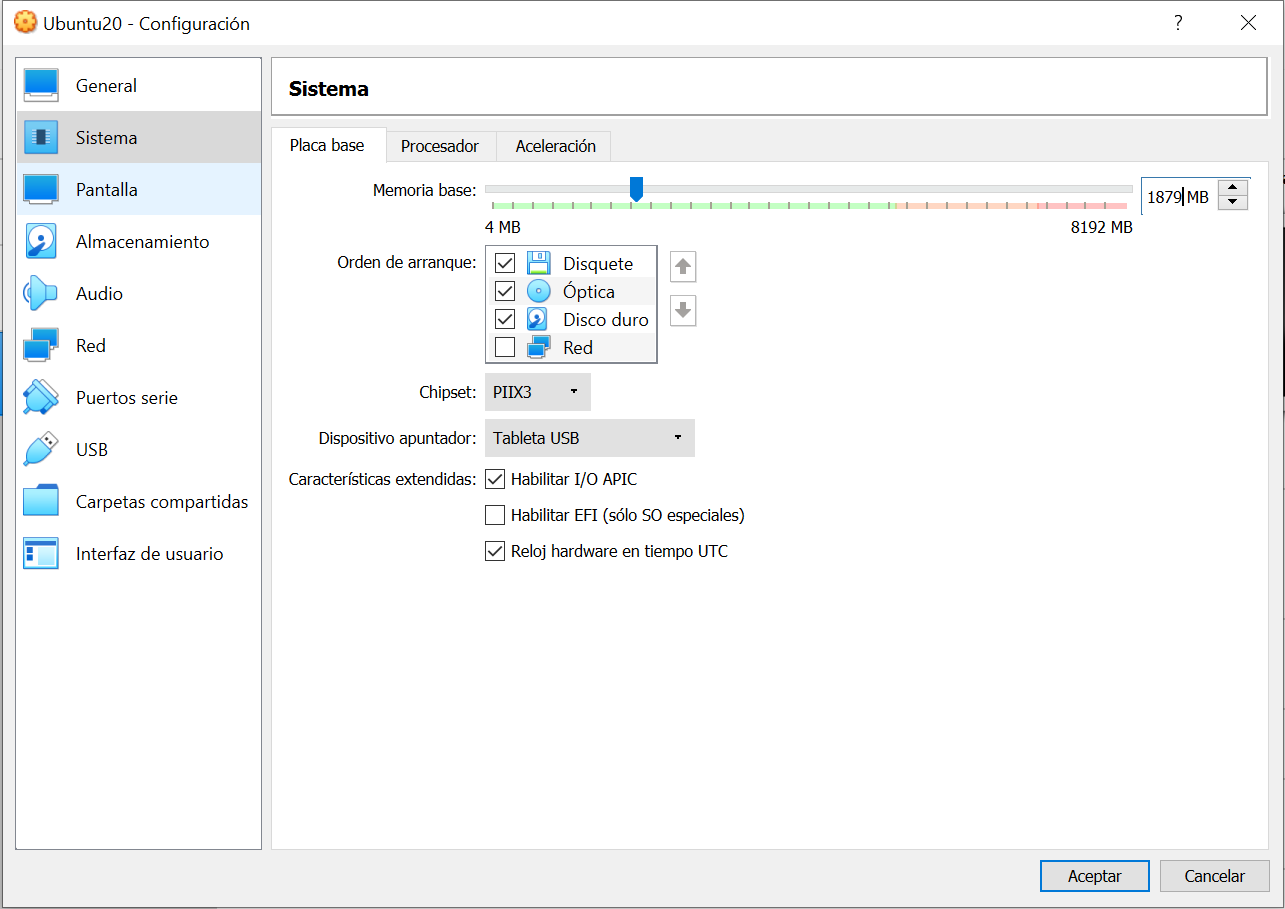 Ubuntu20 - Configuración
?
General
Sistema
Pantalla
Almacenamiento
Audio
Red
Puertos serie
USB
Carpetas compartidas
Interfaz de usuario
Sistema
Placa base Procesador Aceleración
Memoria base: 1879 MB
4 MB 8192 MB
Orden de arranque: Disquete
Óptica
Disco duro
Red
Chipset: PIIX3
Dispositivo apuntador: Tableta USB
Características extendidas: Habilitar I/O APIC
Habilitar EFI (sólo SO especiales)
Reloj hardware en tiempo UTC
Aceptar Cancelar